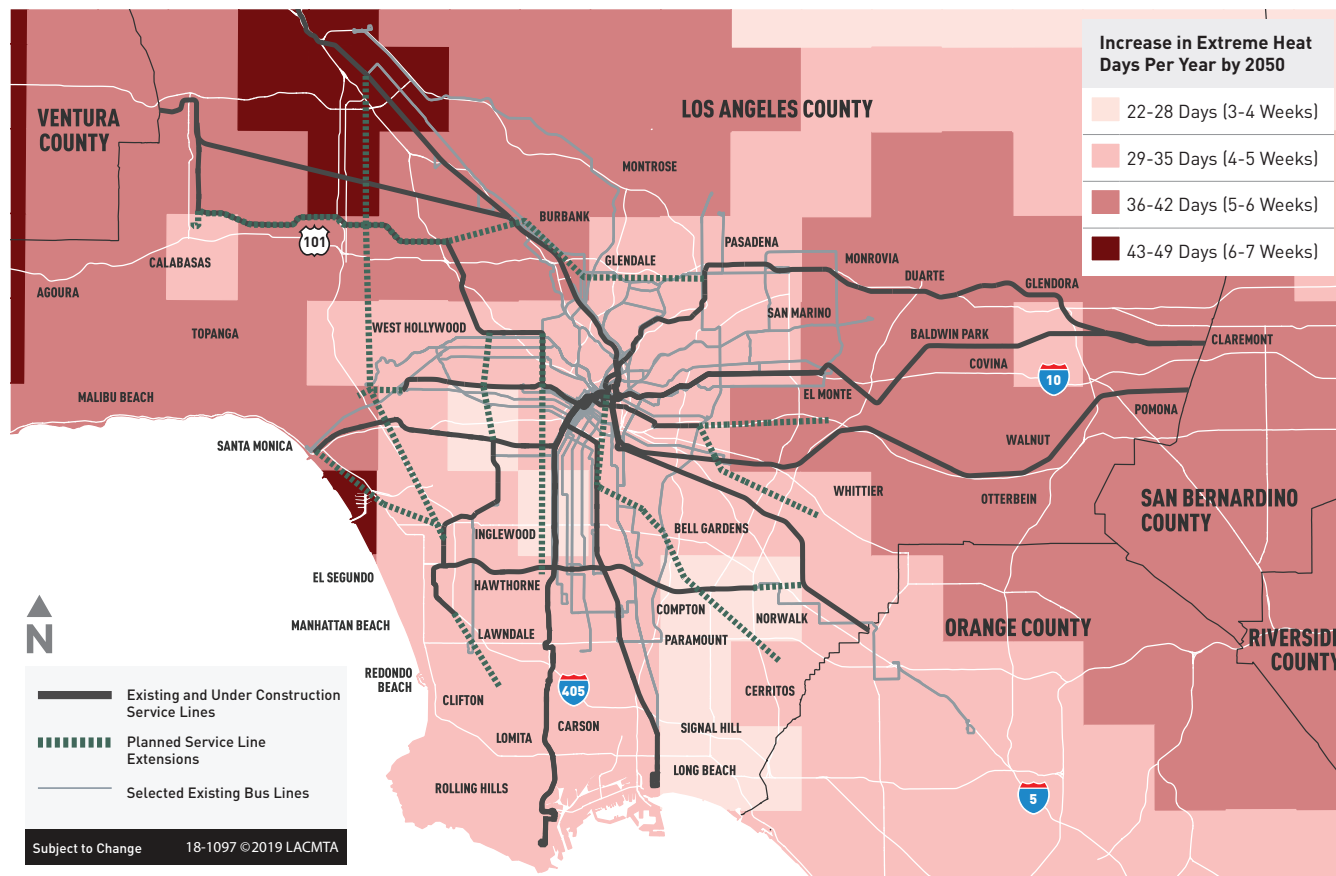 Increase in Extreme Heat
Days Per Year by 2050
22-28 Days (3-4 Weeks)
29-35 Days (4-5 Weeks)
36-42 Days (5-6 Weeks)
43-49 Days (6-7 Weeks)
VENTURA
COUNTY
LOS ANGELES COUNTY
MONTROSE
BURBANK
101
CALABASAS
AGOURA
GLENDALE
PASADENA
MONROVIA
DUARTE
GLENDORA
TOPANGA
WEST HOLLYWOOD
SAN MARINO
BALDWIN PARK
CLAREMONT
COVINA
10
MALIBU BEACH
EL MONTE
POMONA
SANTA MONICA
WALNUT
WHITTIER
OTTERBEIN
SAN BERNARDINO
COUNTY
INGLEWOOD
BELL GARDENS
EL SEGUNDO
HAWTHORNE
COMPTON
NORWALK
MANHATTAN BEACH
LAWNDALE
PARAMOUNT
ORANGE COUNTY
RIVERSIDE
COUNTY
REDONDO
BEACH
CLIFTON
405
CERRITOS
LOMITA
CARSON
SIGNAL HILL
LONG BEACH
ROLLING HILLS
5
N
Existing and Under Construction
Service Lines
Planned Service Line
Extensions
Selected Existing Bus Lines
Subject to Change 18-1097 ©2019 LACMTA